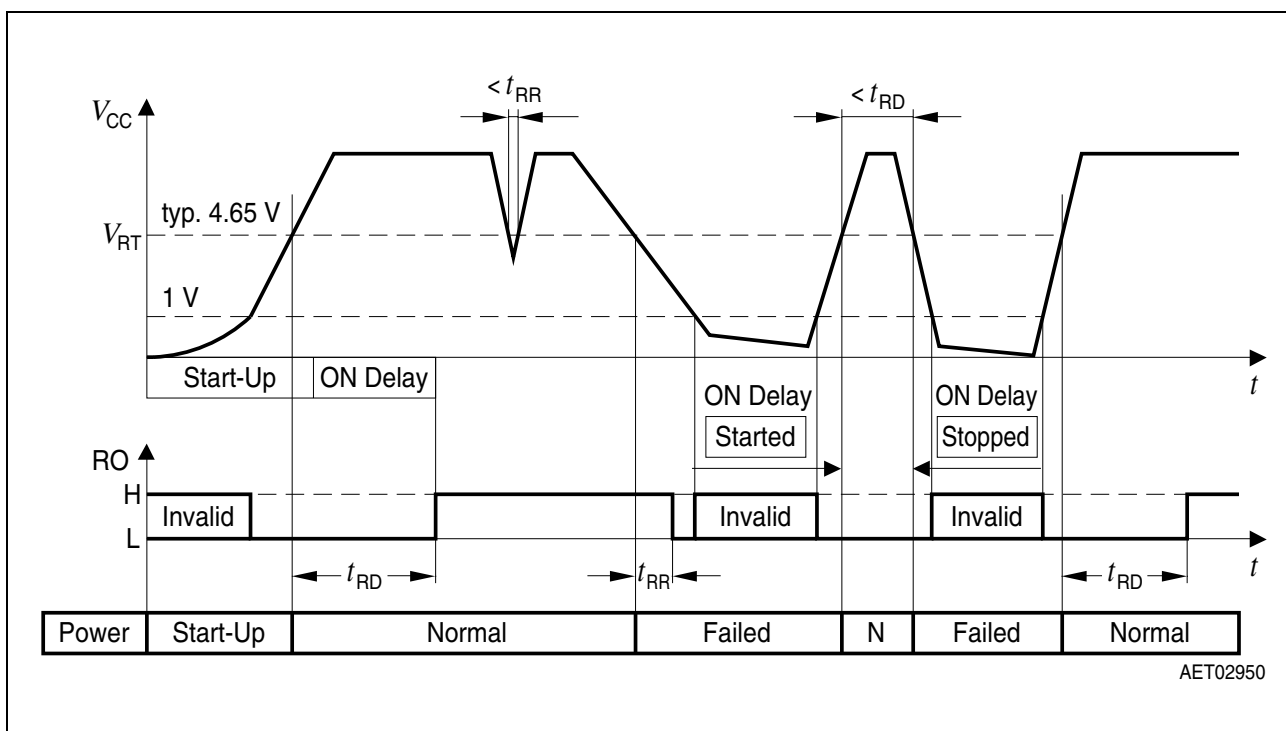 < tRR
< tRD
VCC
typ. 4.65 V
VRT
1 V
Start-Up
ON Delay
t
ON Delay
Started
ON Delay
Stopped
RO
H
Invalid
Invalid
Invalid
L
t
tRD
tRR
tRD
Power
Start-Up
Normal
Failed
N
Failed
Normal
AET02950